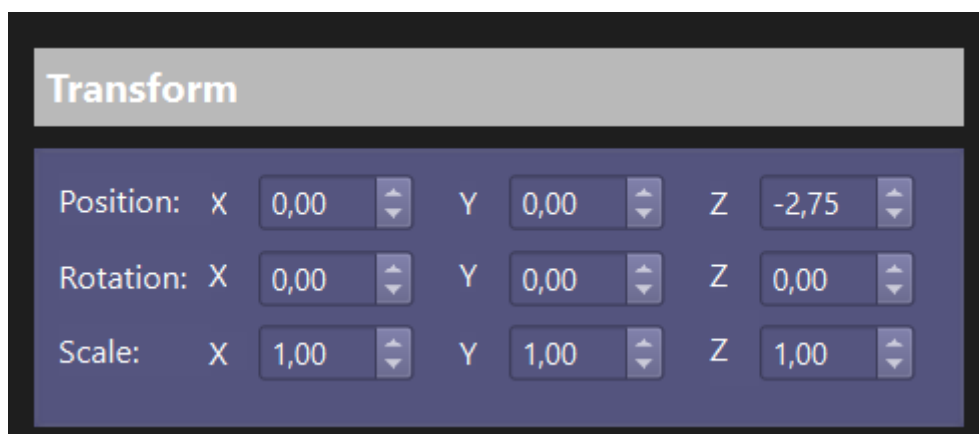 Transform
Position: X 0,00 Y 0,00 Z -2,75
Rotation: X 0,00 Y 0,00 Z 0,00
Scale: X 1,00 Y 1,00 Z 1,00